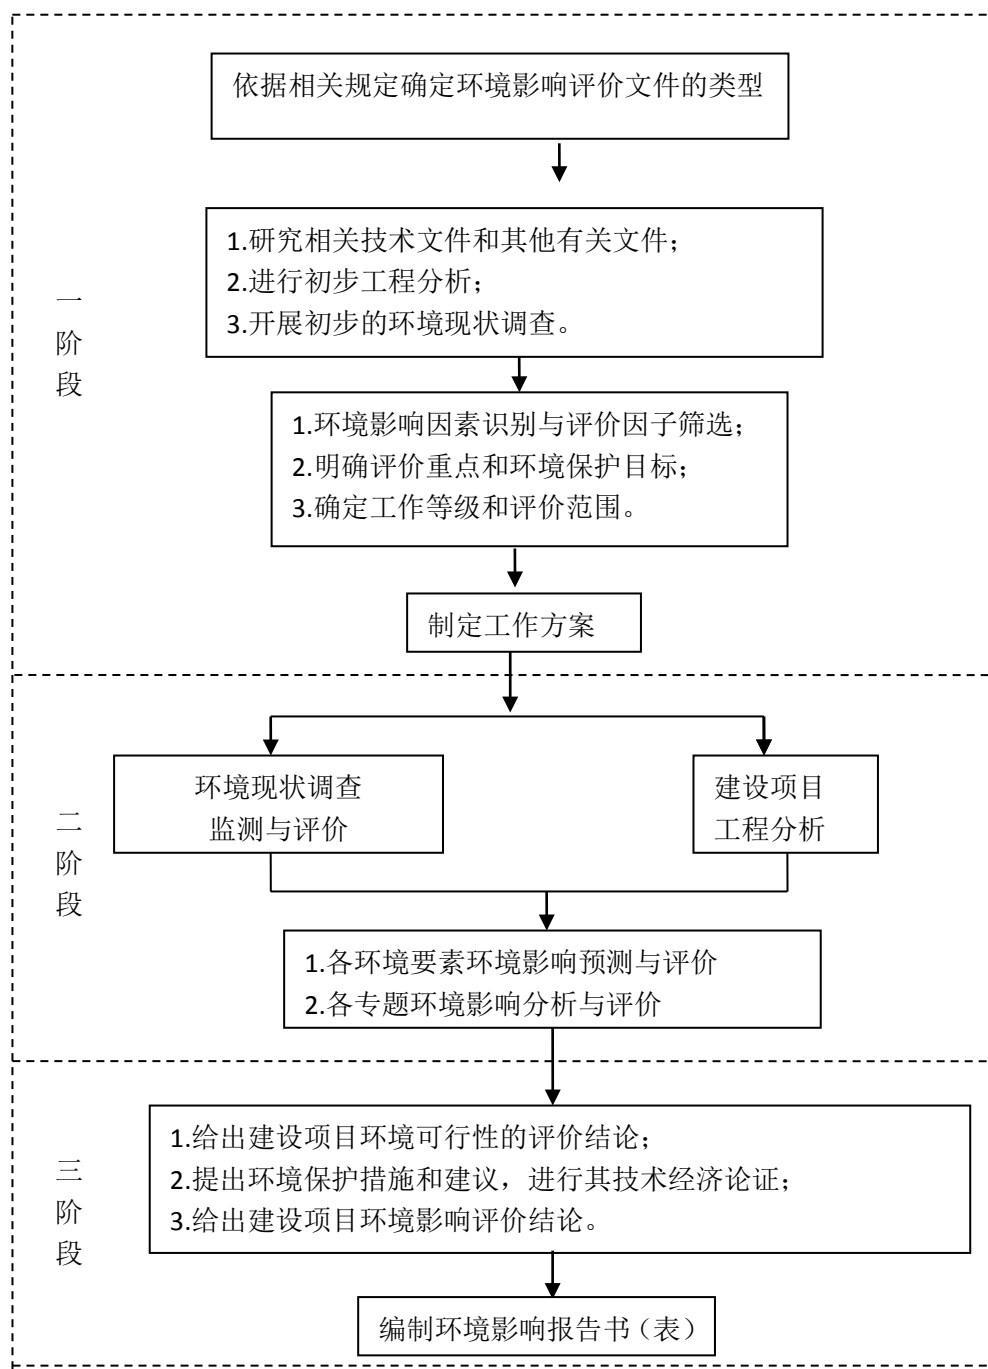 依据相关规定确定环境影响评价文件的类型
1.研究相关技术文件和其他有关文件；
2.进行初步工程分析；
3.开展初步的环境现状调查。
一
阶
段
1.环境影响因素识别与评价因子筛选；
2.明确评价重点和环境保护目标；
3.确定工作等级和评价范围。
制定工作方案
环境现状调查
监测与评价
建设项目
工程分析
二
阶
段
1.各环境要素环境影响预测与评价
2.各专题环境影响分析与评价
1.给出建设项目环境可行性的评价结论；
2.提出环境保护措施和建议，进行其技术经济论证；
3.给出建设项目环境影响评价结论。
三
阶
段
编制环境影响报告书（表）